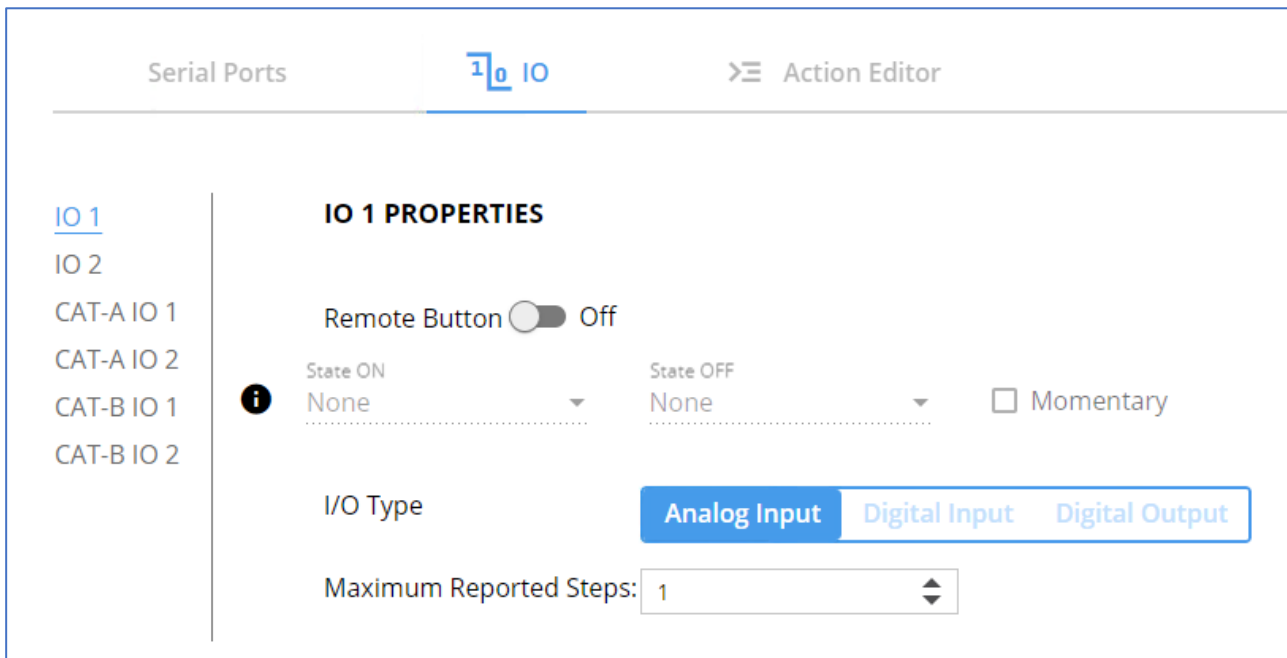 Serial Ports
1 0 IO
Action Editor
IO 1
IO 2
CAT-A IO 1
CAT-A IO 2
CAT-B IO 1
CAT-B IO 2
IO 1 PROPERTIES
Remote Button Off
i
State ON
None
State OFF
None
Momentary
I/O Type
Analog Input
Digital Input
Digital Output
Maximum Reported Steps: 1